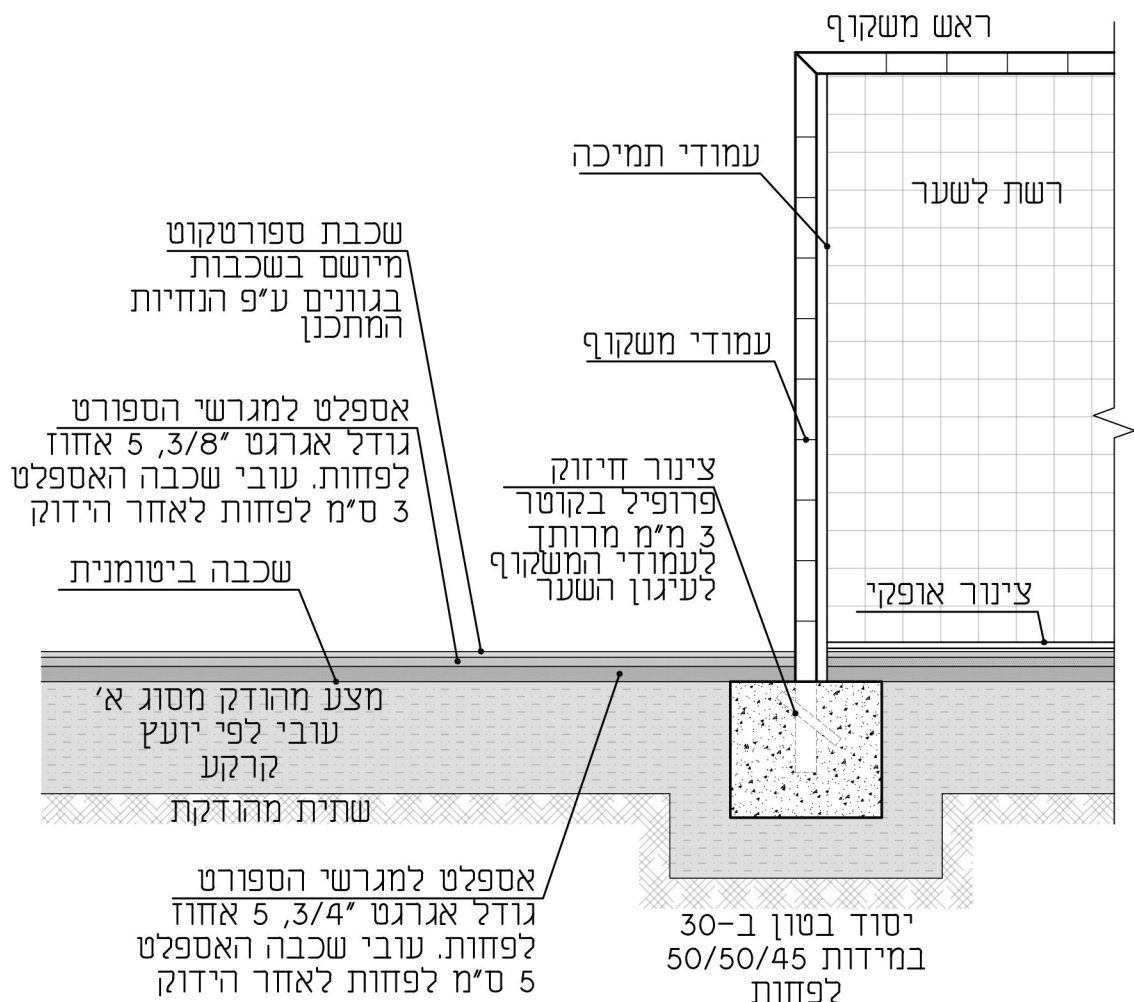 ראש משקוף
עמודי תמיכה
רשת לשער
שכבת ספורטקוט
מיושם בשכבות
בגוונים ע"פ הנחיות
המתכנן
עמודי משקוף
אספלט למגרשי הספורט
גודל אגרגט "3/8, 5 אחוז
לפחות. עובי שכבה האספלט
3 ס"מ לפחות לאחר הידוק
צינור חיזוק
פרופיל בקוטר
3 מ"מ מרותך
לעמודי המשקוף
לעיגון השער
שכבה ביטומנית
צינור אופקי
מצע מהודק מסוג א'
עובי לפי יועץ
קרקע
שתית מהודקת
אספלט למגרשי הספורט
גודל אגרגט "3/4, 5 אחוז
לפחות. עובי שכבה האספלט
5 ס"מ לפחות לאחר הידוק
יסוד בטון ב-30
במידות 50/50/45
לפחות